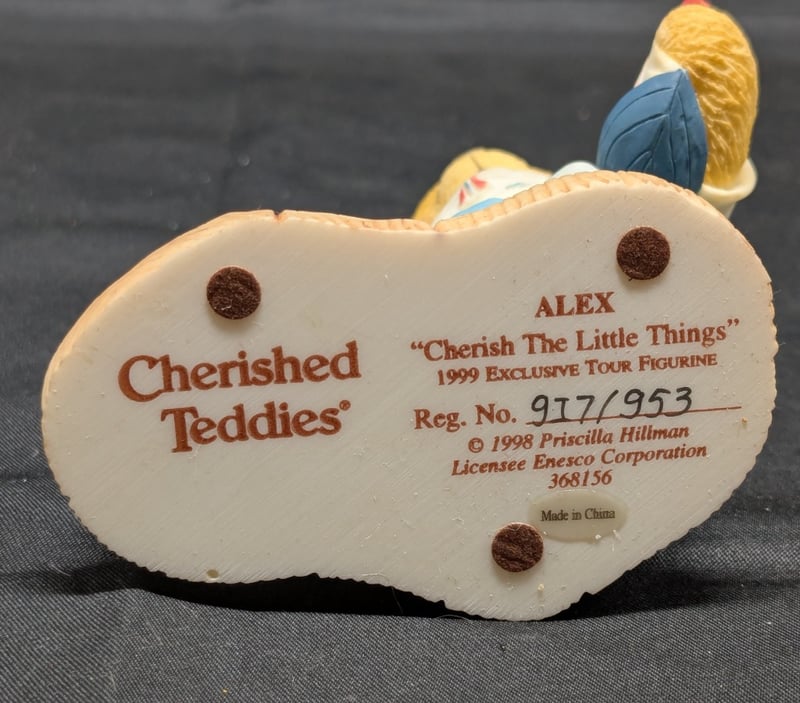 Cherished
Teddies®
ALEX
“Cherish The Little Things”
1999 EXCLUSIVE TOUR FIGURINE
Reg. No. 9I7/953
© 1998 Priscilla Hillman
Licensee Enesco Corporation
368156
Made in China